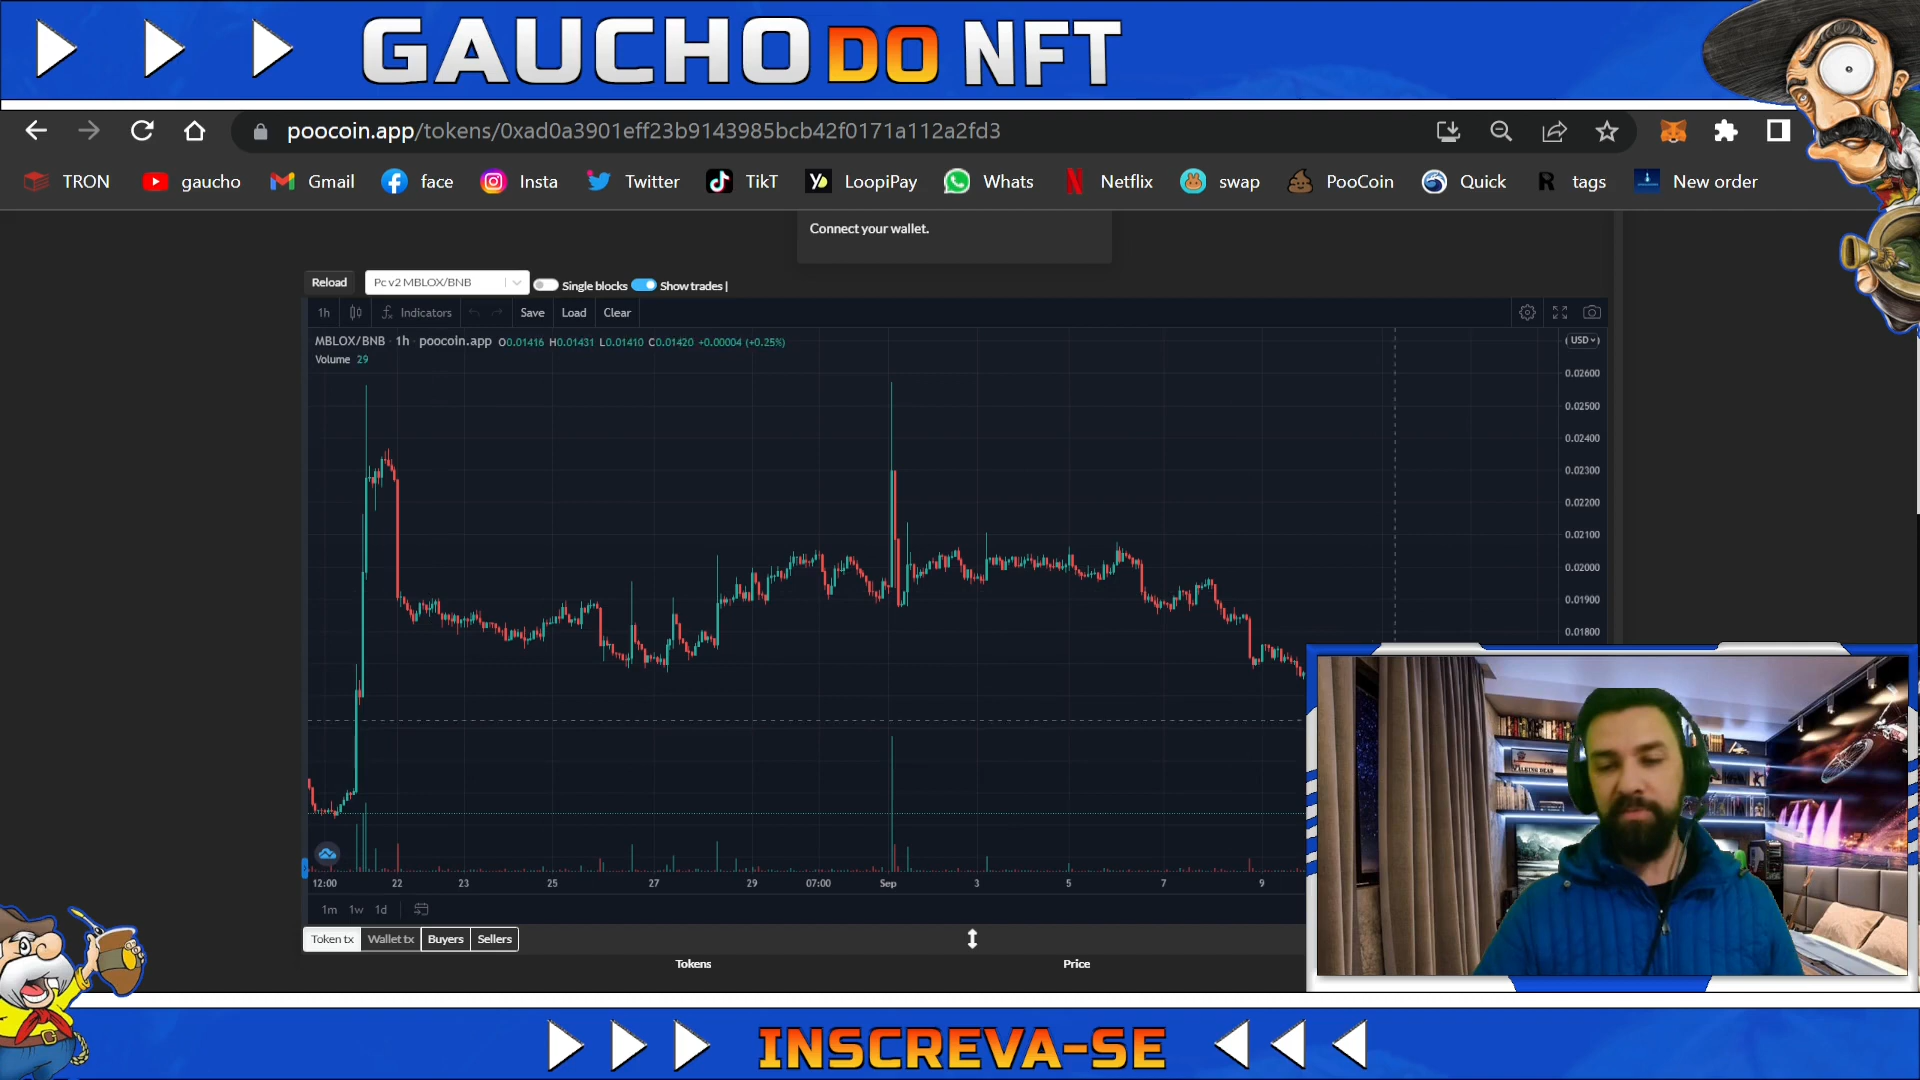 GAUCHO DO NFT
poocoin.app/tokens/0xad0a3901eff23b9143985bcb42f0171a112a2fd3
TRON gaucho Gmail face Insta Twitter TikT LoopiPay Whats Netflix swap PooCoin Quick tags New order
Connect your wallet.
Reload Pc v2 MBLOX/BNB Single blocks Show trades |
1h Indicators Save Load Clear
MBLOX/BNB · 1h · poocoin.app O0.01416 H0.01431 L0.01410 C0.01420 +0.00004 (+0.25%)
USD
Volume 29
0.02600
0.02500
0.02400
0.02300
0.02200
0.02100
0.02000
0.01900
0.01800
WALKING DEAD
12:00 22 23 25 27 29 07:00 Sep 3 5 7 9
1m 1w 1d
Token tx Wallet tx Buyers Sellers
Tokens Price
INSCREVA-SE